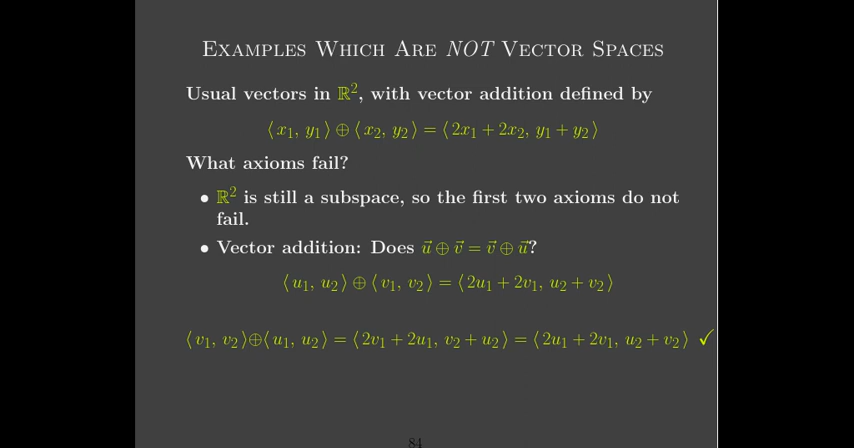 Examples Which Are NOT Vector Spaces
Usual vectors in ℝ², with vector addition defined by
⟨x₁, y₁⟩ ⊕ ⟨x₂, y₂⟩ = ⟨2x₁ + 2x₂, y₁ + y₂⟩
What axioms fail?
• ℝ² is still a subspace, so the first two axioms do not
fail.
• Vector addition: Does u⃗ ⊕ v⃗ = v⃗ ⊕ u⃗?
⟨u₁, u₂⟩ ⊕ ⟨v₁, v₂⟩ = ⟨2u₁ + 2v₁, u₂ + v₂⟩
⟨v₁, v₂⟩⊕⟨u₁, u₂⟩ = ⟨2v₁ + 2u₁, v₂ + u₂⟩ = ⟨2u₁ + 2v₁, u₂ + v₂⟩ ✓
84